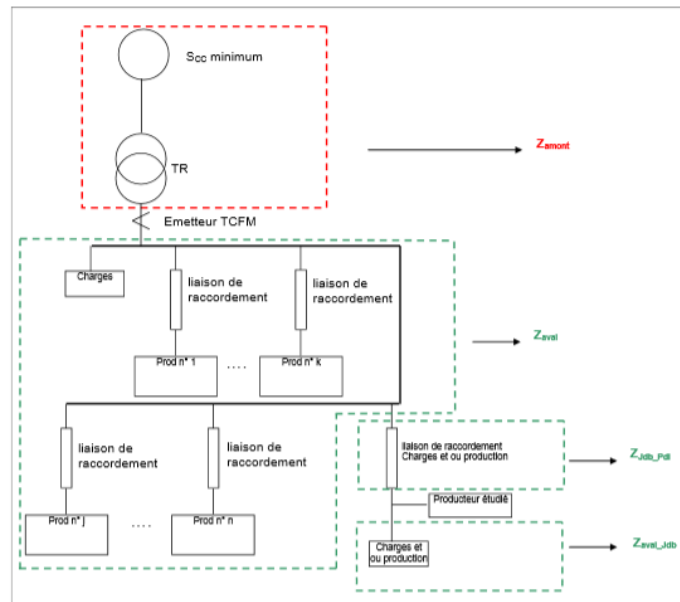 Scc minimum
Zamont
TR
Emetteur TCFM
Charges
liaison de
raccordement
liaison de
raccordement
Zaval
Prod n° 1
....
Prod n° k
liaison de
raccordement
liaison de
raccordement
liaison de raccordement
Charges et ou production
ZJdb_Pdl
Producteur étudié
Prod n° j
....
Prod n° n
Charges et
ou production
Zaval_Jdb